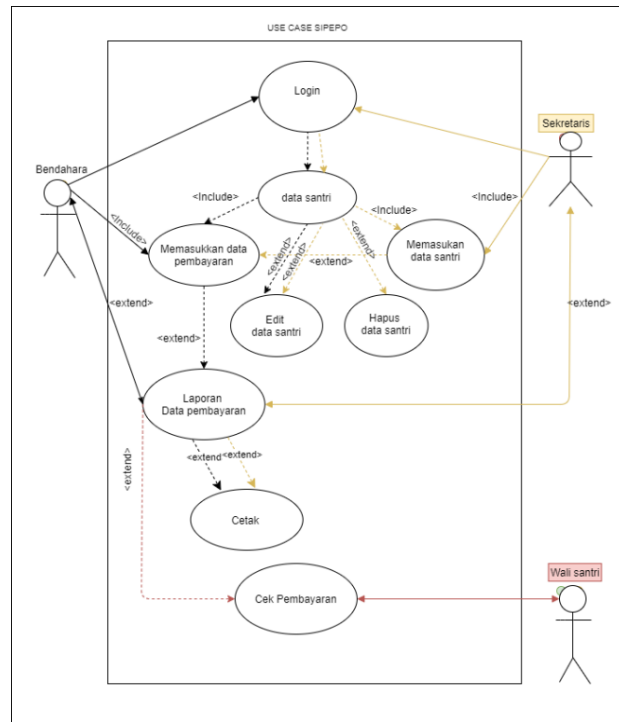 USE CASE SIPEPO
Login
Sekretaris
Bendahara
<Include>
data santri
<Include>
<Include>
<Include>
Memasukkan data
pembayaran
Memasukan
data santri
<extend>
<extend>
<extend>
<extend>
<extend>
<extend>
<extend>
Edit
data santri
Hapus
data santri
Laporan
Data pembayaran
<extend>
<extend>
<extend>
Cetak
Cek Pembayaran
Wali santri